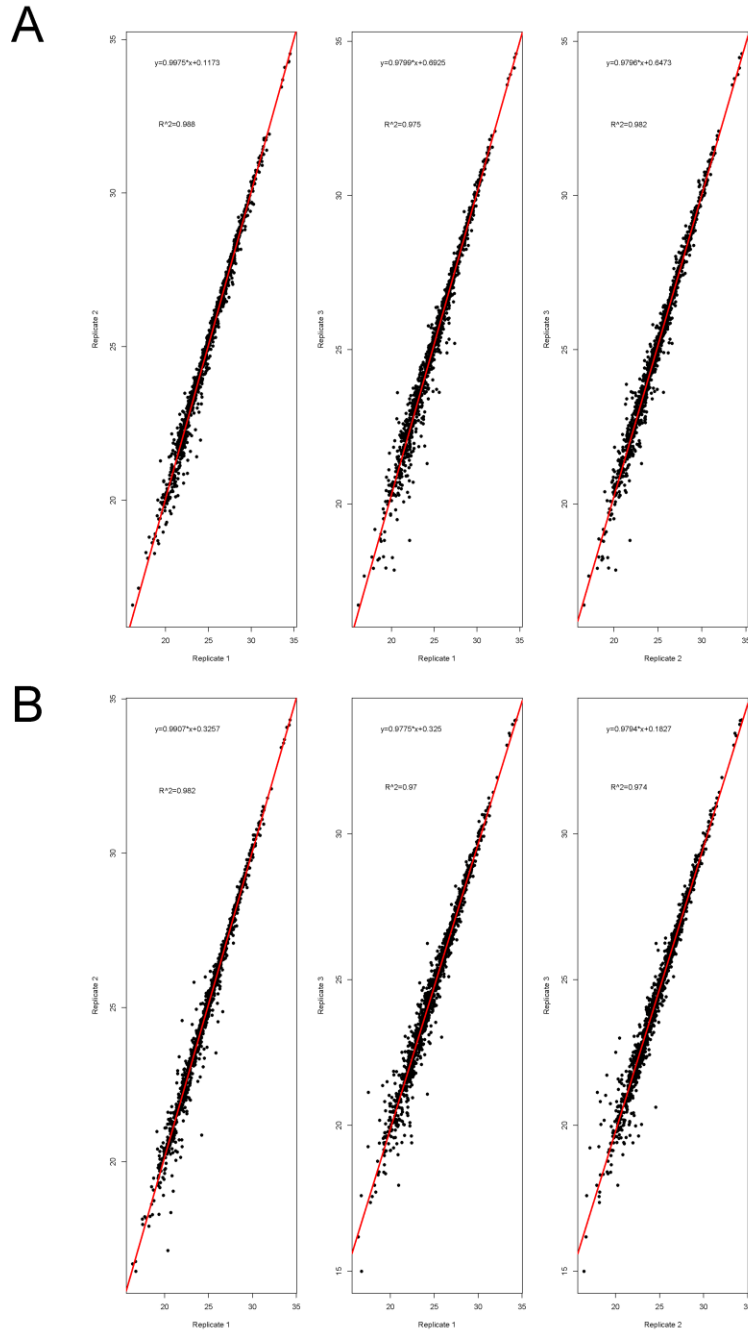 A
y=0.9975*x+0.1173
y=0.9799*x+0.6925
y=0.9796*x+0.6473
R^2=0.988
R^2=0.975
R^2=0.982
Replicate 2
Replicate 3
Replicate 3
20 25 30
20 25 30 35
20 25 30 35
20 25 30 35
20 25 30 35
20 25 30 35
Replicate 1
Replicate 1
Replicate 2
B
y=0.9907*x+0.3257
y=0.9775*x+0.325
y=0.9794*x+0.1827
R^2=0.982
R^2=0.97
R^2=0.974
Replicate 2
Replicate 3
Replicate 3
20 25 30 35
15 20 25 30
15 20 25 30
20 25 30 35
20 25 30 35
20 25 30 35
Replicate 1
Replicate 1
Replicate 2